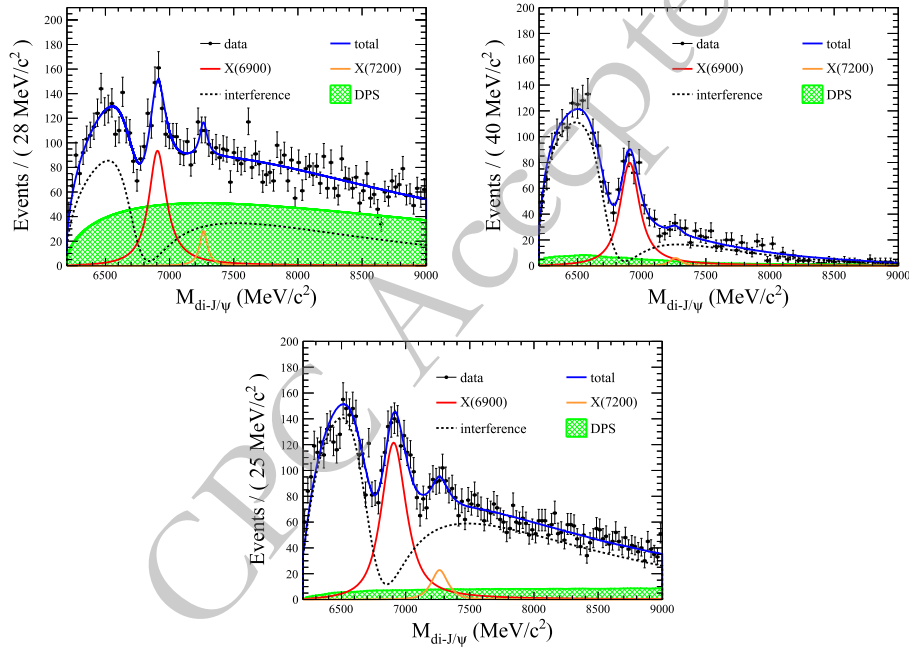 Events / ( 28 MeV/c² )
200
180
160
140
120
100
80
60
40
20
0
data
total
X(6900)
X(7200)
interference
DPS
6500 7000 7500 8000 8500 9000
M di-J/ψ (MeV/c²)
Events / ( 40 MeV/c² )
200
180
160
140
120
100
80
60
40
20
0
data
total
X(6900)
X(7200)
interference
DPS
6500 7000 7500 8000 8500 9000
M di-J/ψ (MeV/c²)
Events / ( 25 MeV/c² )
200
180
160
140
120
100
80
60
40
20
0
data
total
X(6900)
X(7200)
interference
DPS
6500 7000 7500 8000 8500 9000
M di-J/ψ (MeV/c²)
CPC Accepte